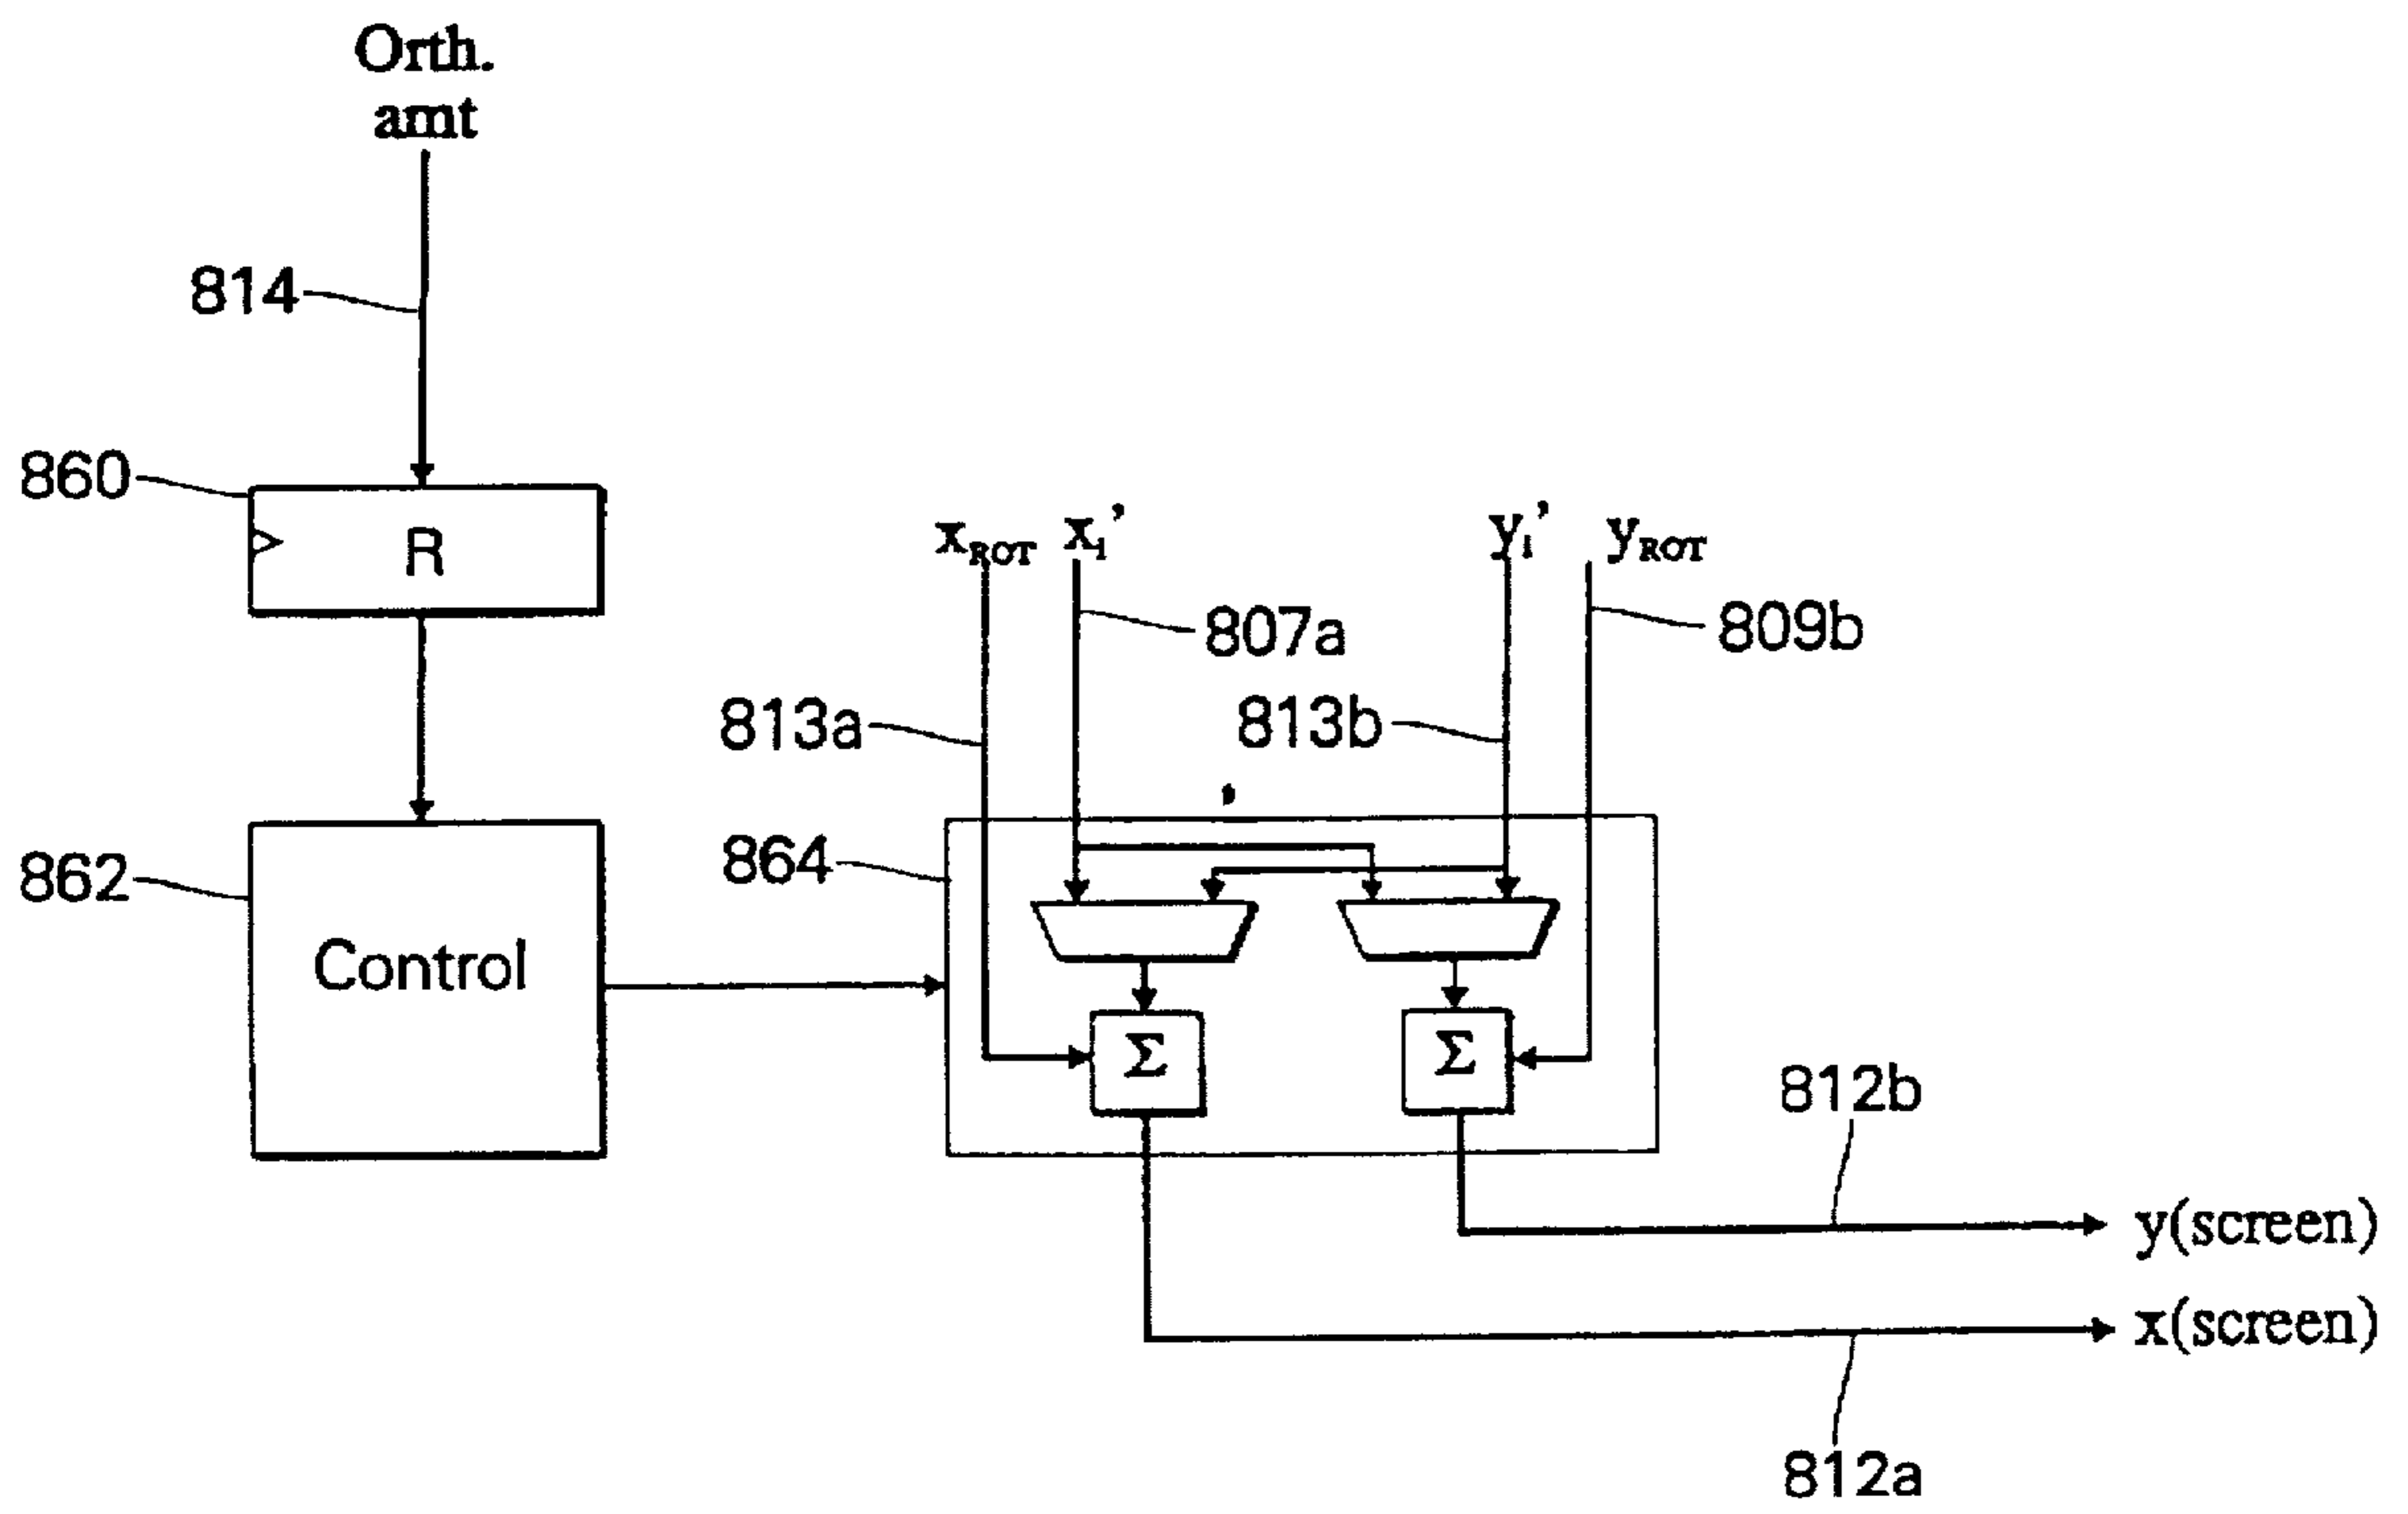 Orth.
amt
814
860
R
x_ROT x_i' y_i' y_ROT
807a
809b
813a
813b
864
862
Control
Σ
Σ
812b
y(screen)
x(screen)
812a